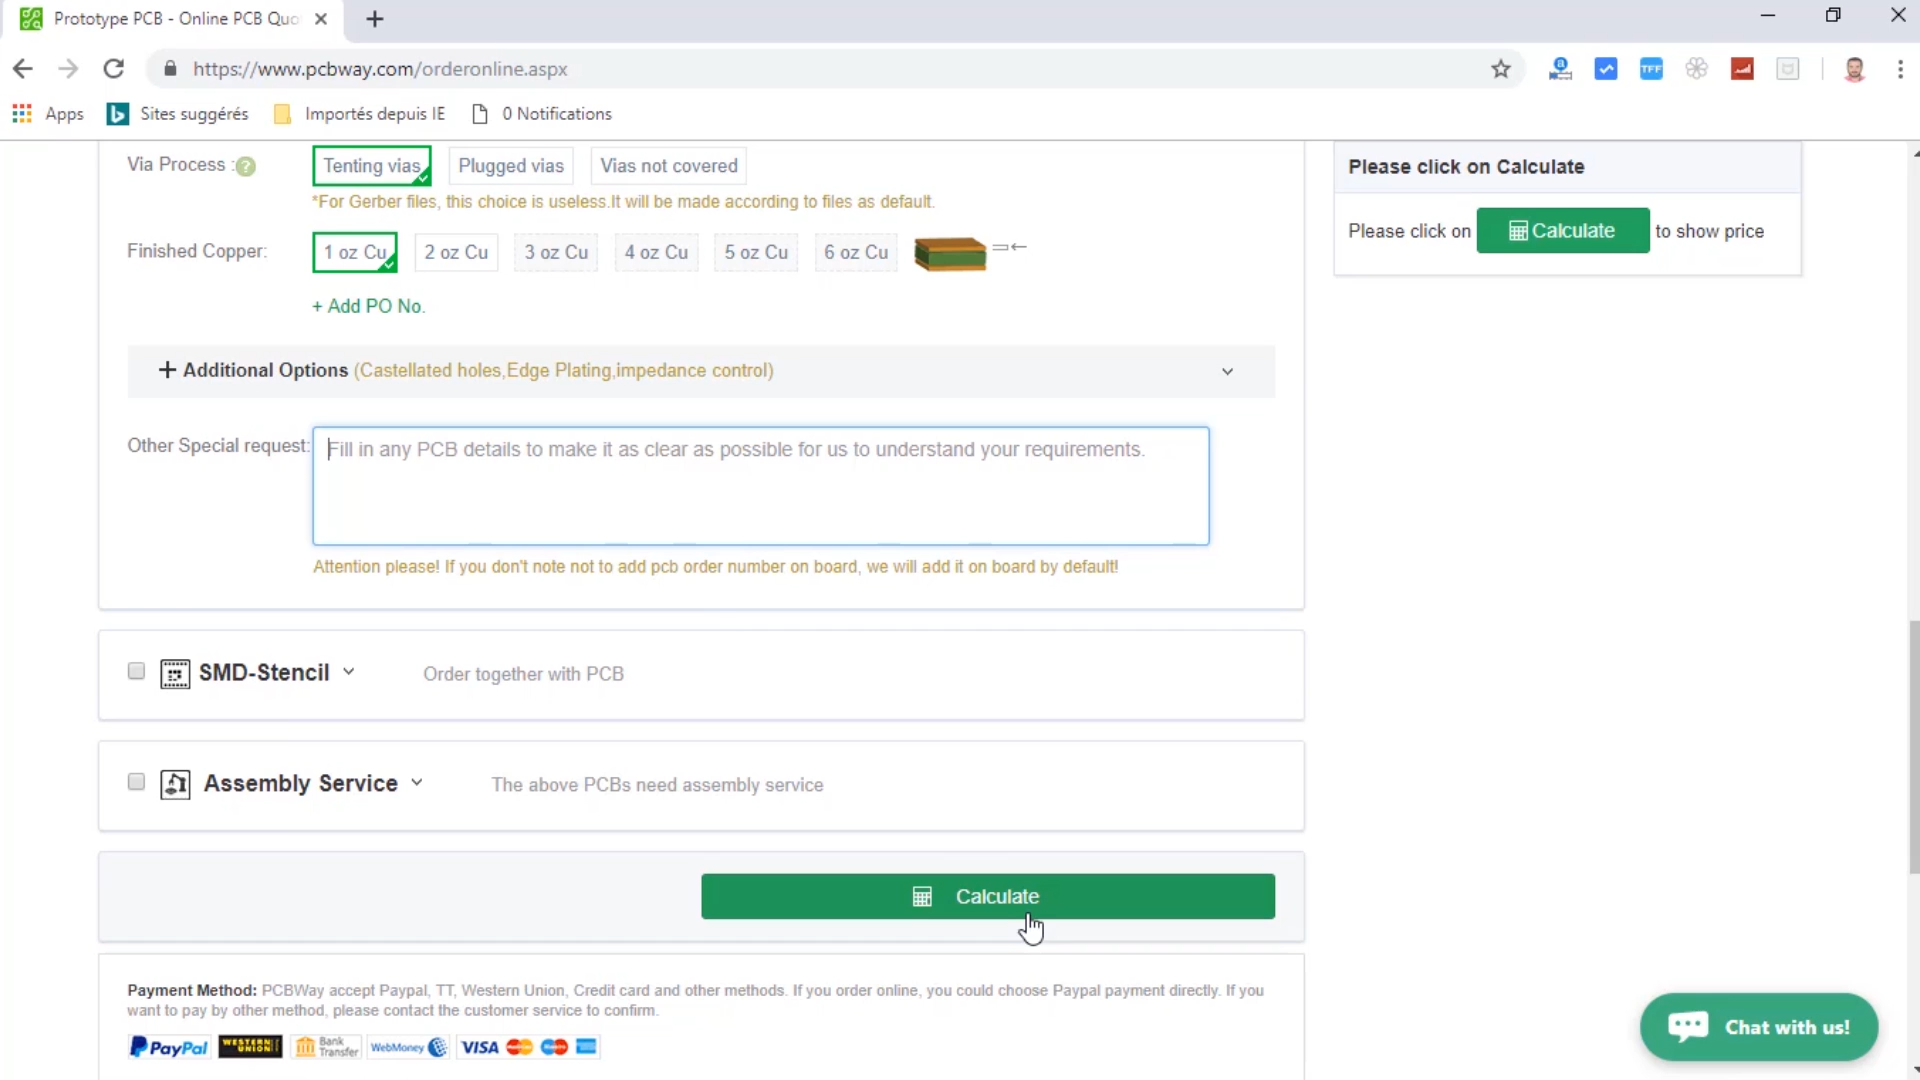 Prototype PCB - Online PCB Quo
https://www.pcbway.com/orderonline.aspx
TFF
Apps
Sites suggérés
Importés depuis IE
0 Notifications
Via Process :?
Tenting vias
Plugged vias
Vias not covered
*For Gerber files, this choice is useless.It will be made according to files as default.
Finished Copper:
1 oz Cu
2 oz Cu
3 oz Cu
4 oz Cu
5 oz Cu
6 oz Cu
+ Add PO No.
+ Additional Options (Castellated holes,Edge Plating,impedance control)
Other Special request:
Fill in any PCB details to make it as clear as possible for us to understand your requirements.
Attention please! If you don't note not to add pcb order number on board, we will add it on board by default!
SMD-Stencil
Order together with PCB
Assembly Service
The above PCBs need assembly service
Calculate
Payment Method: PCBWay accept Paypal, TT, Western Union, Credit card and other methods. If you order online, you could choose Paypal payment directly. If you
want to pay by other method, please contact the customer service to confirm.
PayPal
WESTERN UNION
Bank Transfer
WebMoney
VISA
Please click on Calculate
Please click on Calculate to show price
Chat with us!